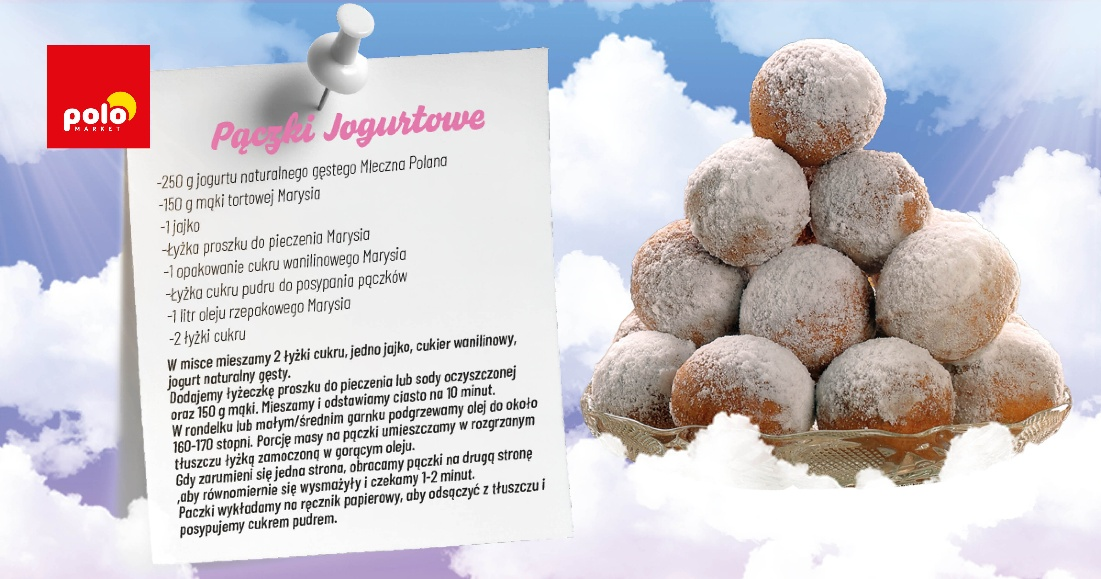 polo
MARKET
Pączki Jogurtowe
-250 g jogurtu naturalnego gęstego Mleczna Polana
-150 g mąki tortowej Marysia
-1 jajko
-Łyżka proszku do pieczenia Marysia
-1 opakowanie cukru wanilinowego Marysia
-Łyżka cukru pudru do posypania pączków
-1 litr oleju rzepakowego Marysia
-2 łyżki cukru
W misce mieszamy 2 łyżki cukru, jedno jajko, cukier wanilinowy,
jogurt naturalny gęsty.
Dodajemy łyżeczkę proszku do pieczenia lub sody oczyszczonej
oraz 150 g mąki. Mieszamy i odstawiamy ciasto na 10 minut.
W rondelku lub małym/średnim garnku podgrzewamy olej do około
160-170 stopni. Porcję masy na pączki umieszczamy w rozgrzanym
tłuszczu łyżką zamoczoną w gorącym oleju.
Gdy zarumieni się jedna strona, obracamy pączki na drugą stronę
,aby równomiernie się wysmażyły i czekamy 1-2 minut.
Paczki wykładamy na ręcznik papierowy, aby odsączyć z tłuszczu i
posypujemy cukrem pudrem.